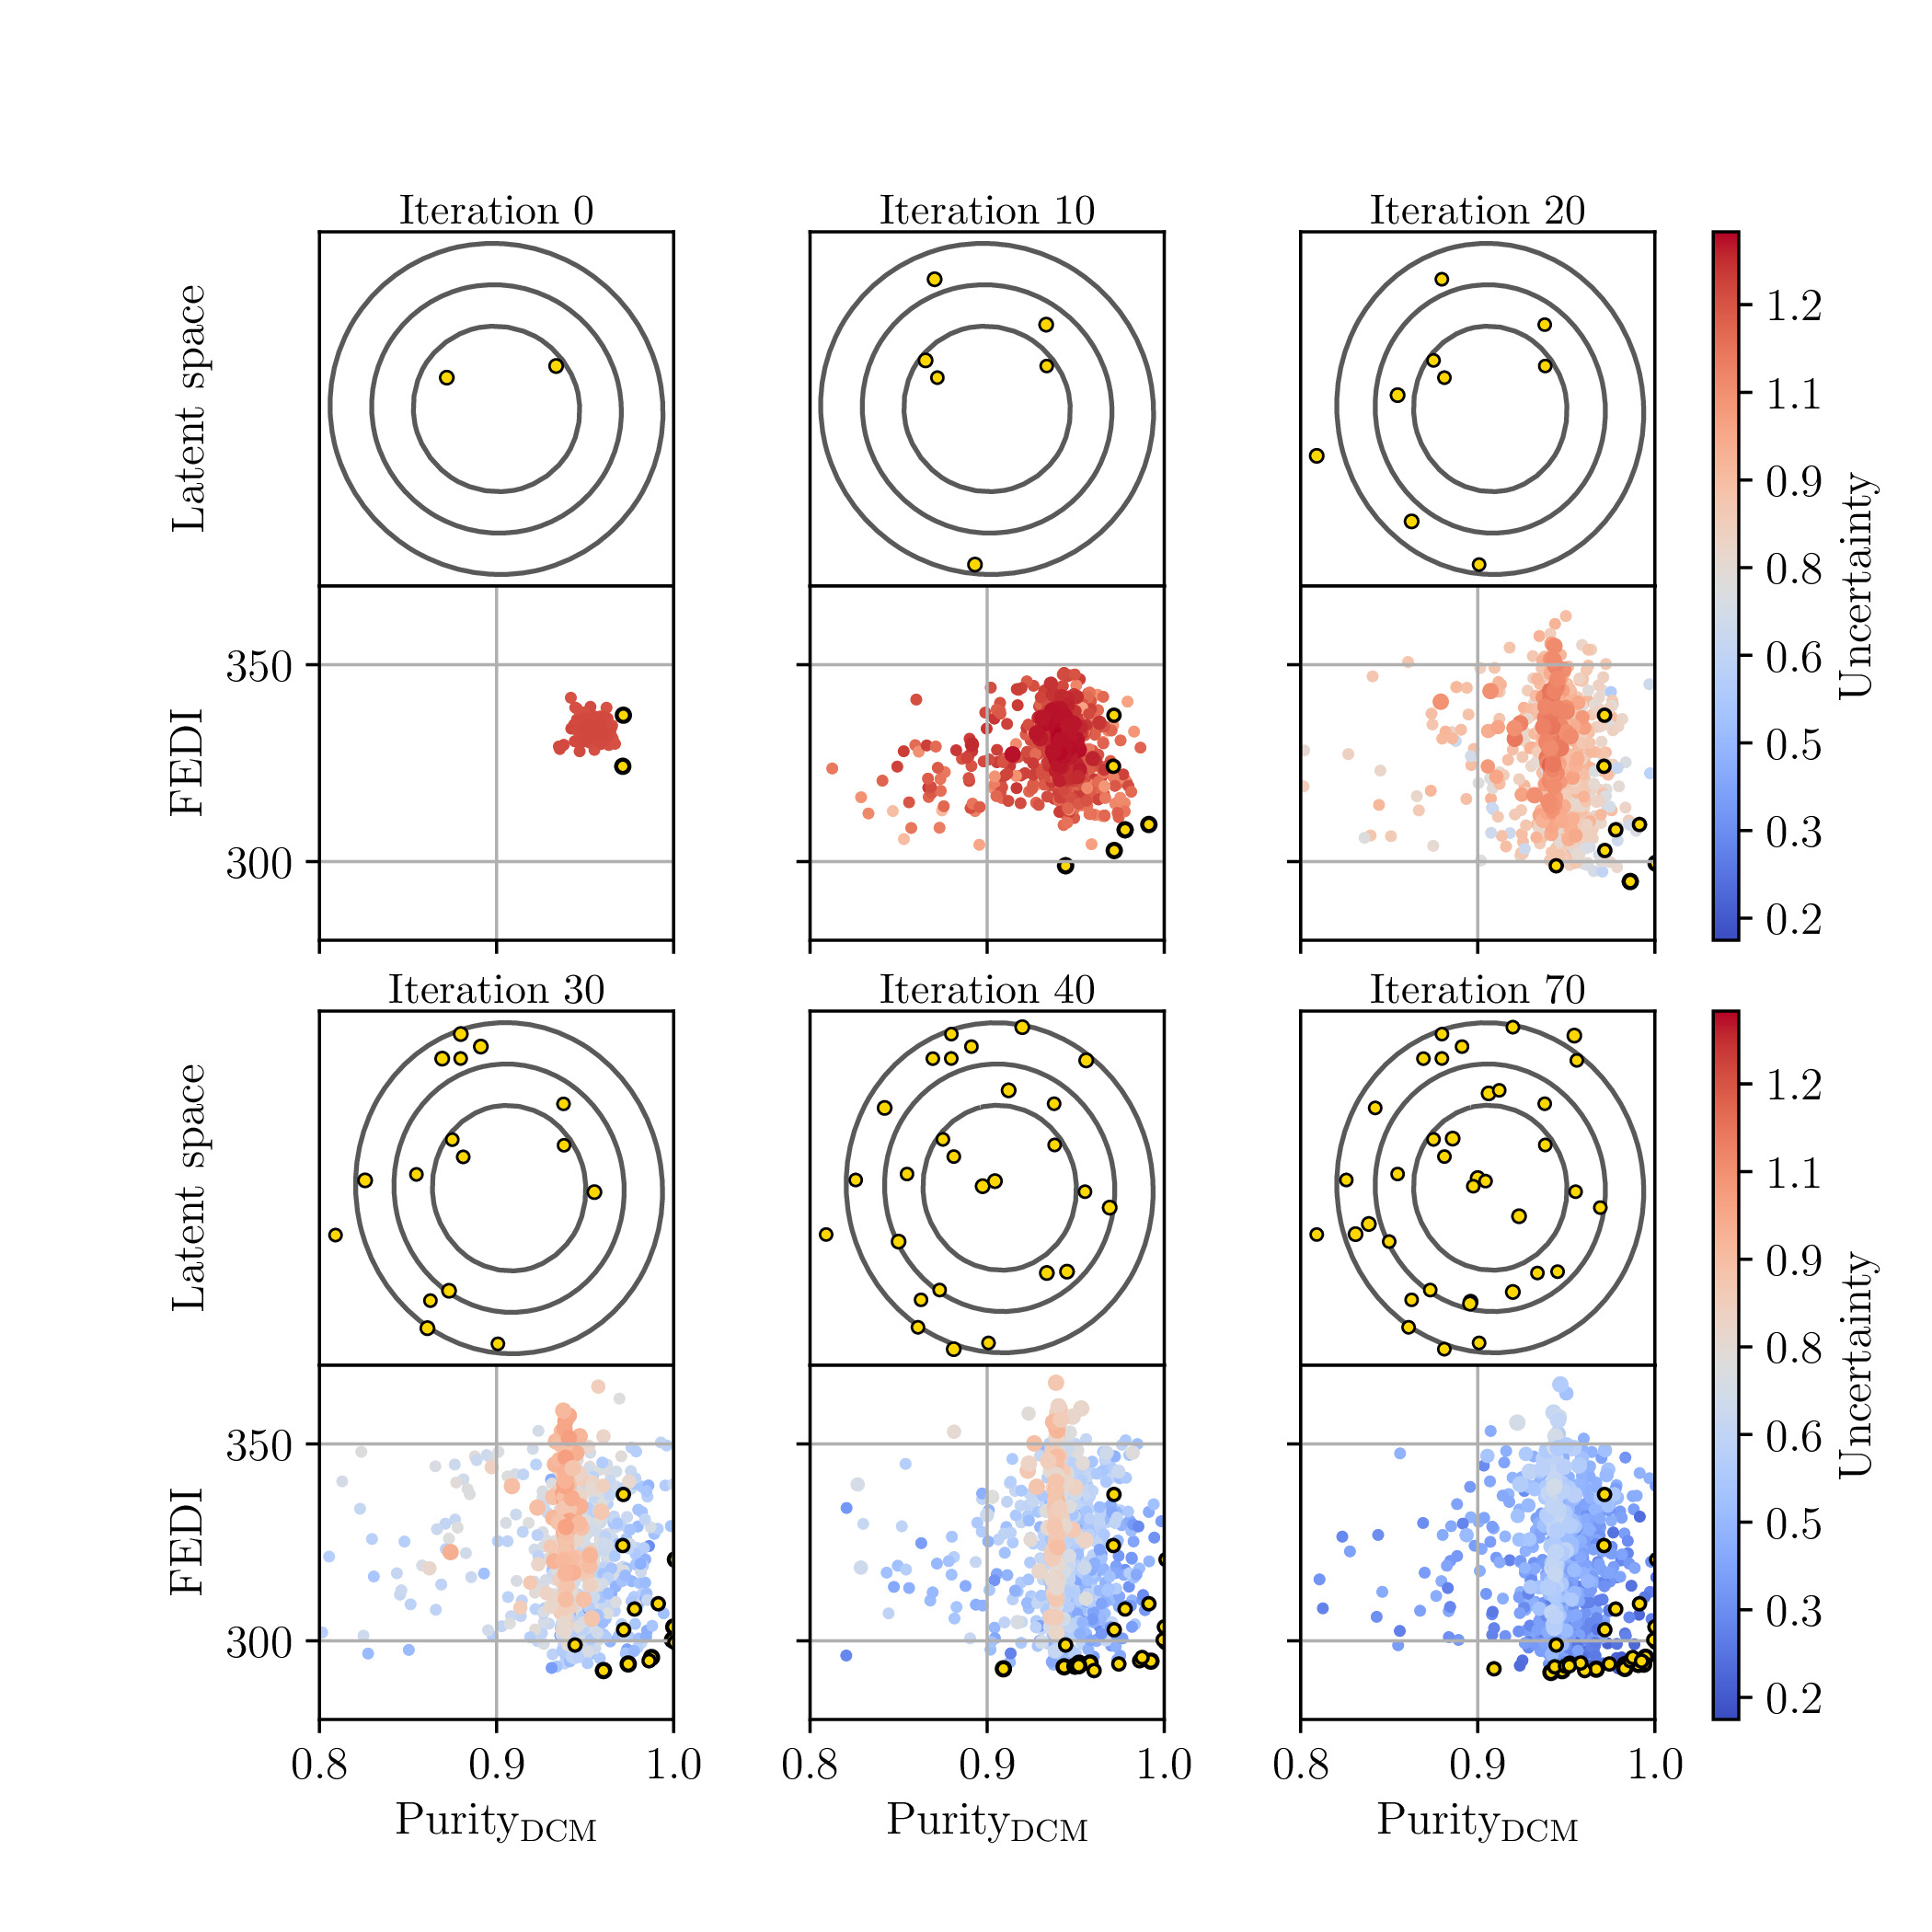 Iteration 0
Iteration 10
Iteration 20
Latent space
FEDI
350
300
1.2
1.1
0.9
0.8
0.6
0.5
0.3
0.2
Uncertainty
Iteration 30
Iteration 40
Iteration 70
Latent space
FEDI
350
300
1.2
1.1
0.9
0.8
0.6
0.5
0.3
0.2
Uncertainty
0.8 0.9 1.0
0.8 0.9 1.0
0.8 0.9 1.0
Purity_DCM
Purity_DCM
Purity_DCM